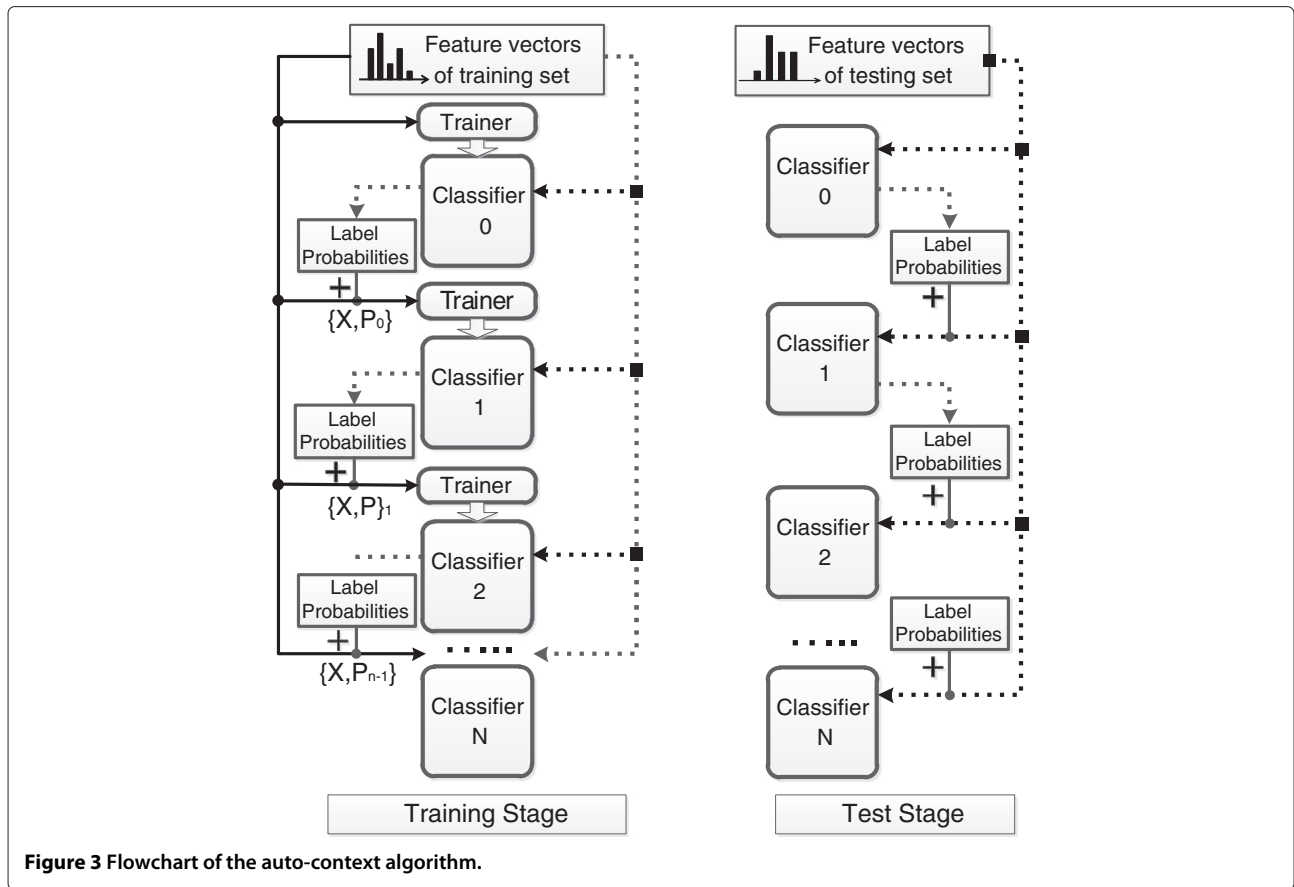 Feature vectors
of training set
Trainer
Classifier
0
Label
Probabilities
+
{X,P₀}
Trainer
Classifier
1
Label
Probabilities
+
{X,P}₁
Trainer
Classifier
2
Label
Probabilities
+
{X,Pₙ₋₁}
Classifier
N
Training Stage
Feature vectors
of testing set
Classifier
0
Label
Probabilities
+
Classifier
1
Label
Probabilities
+
Classifier
2
Label
Probabilities
+
Classifier
N
Test Stage
Figure 3 Flowchart of the auto-context algorithm.